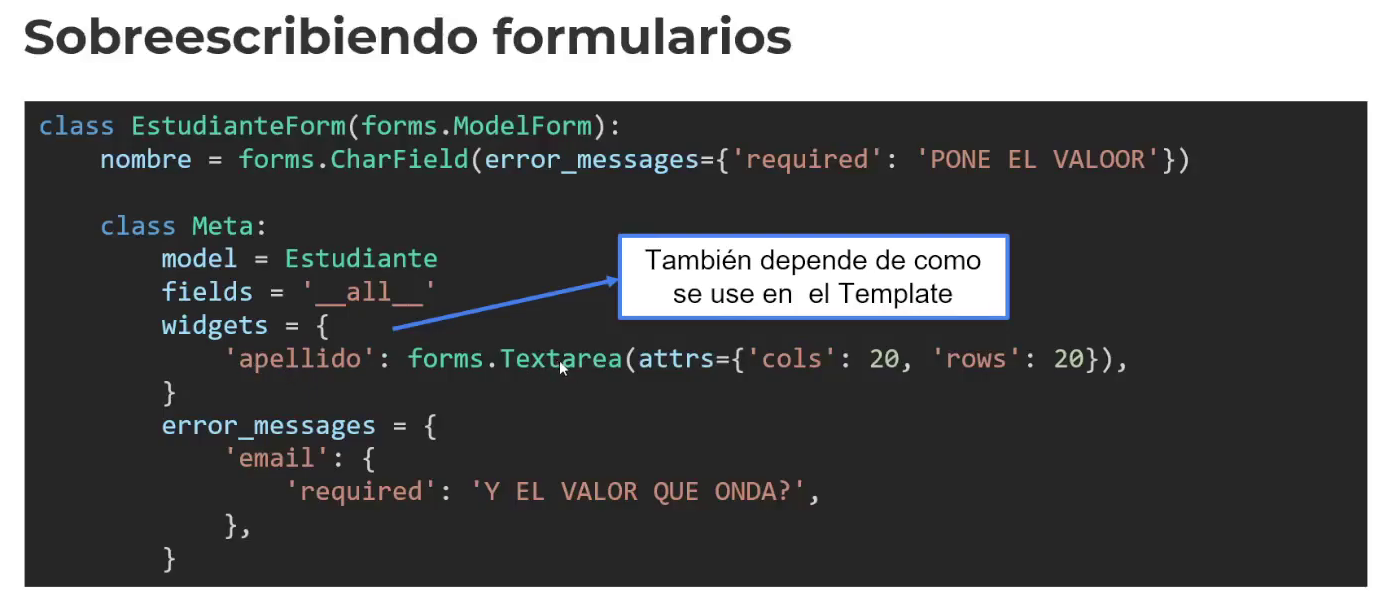 Sobreescribiendo formularios
class EstudianteForm(forms.ModelForm):
    nombre = forms.CharField(error_messages={'required': 'PONE EL VALOOR'})
    class Meta:
        model = Estudiante
        fields = '__all__'
        widgets = {
            'apellido': forms.Textarea(attrs={'cols': 20, 'rows': 20}),
        }
        error_messages = {
            'email': {
                'required': 'Y EL VALOR QUE ONDA?',
            },
        }
También depende de como
se use en  el Template